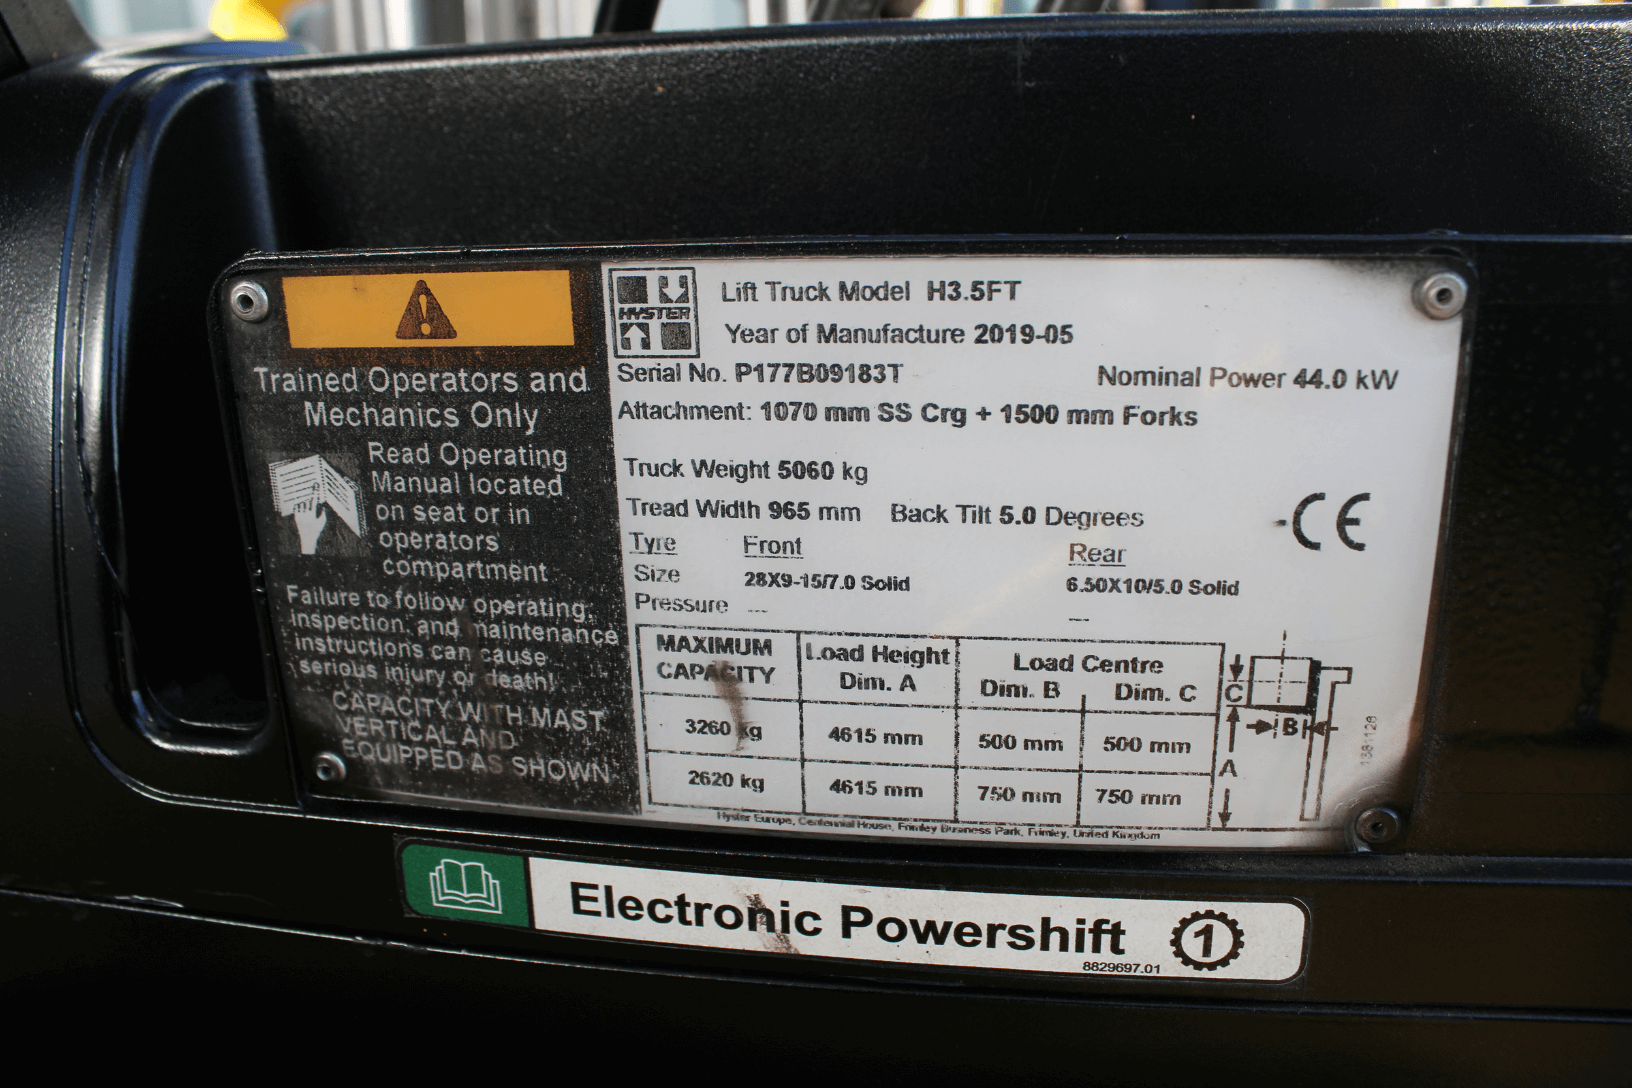 Trained Operators and
Mechanics Only
Read Operating
Manual located
on seat or in
operators
compartment
Failure to follow operating,
inspection, and maintenance
instructions can cause
serious injury or death!
CAPACITY WITH MAST
VERTICAL AND
EQUIPPED AS SHOWN
HYSTER
Lift Truck Model H3.5FT
Year of Manufacture 2019-05
Serial No. P177B09183T Nominal Power 44.0 kW
Attachment: 1070 mm SS Crg + 1500 mm Forks
Truck Weight 5060 kg
Tread Width 965 mm Back Tilt 5.0 Degrees
CE
Tyre Front Rear
Size 28X9-15/7.0 Solid 6.50X10/5.0 Solid
Pressure --- ---
MAXIMUM CAPACITY Load Height Dim. A Load Centre Dim. B Dim. C
3260 kg 4615 mm 500 mm 500 mm
2620 kg 4615 mm 750 mm 750 mm
C
B
A
1381128
Hyster Europe, Centennial House, Frimley Business Park, Frimley, United Kingdom
Electronic Powershift 1
8829697.01